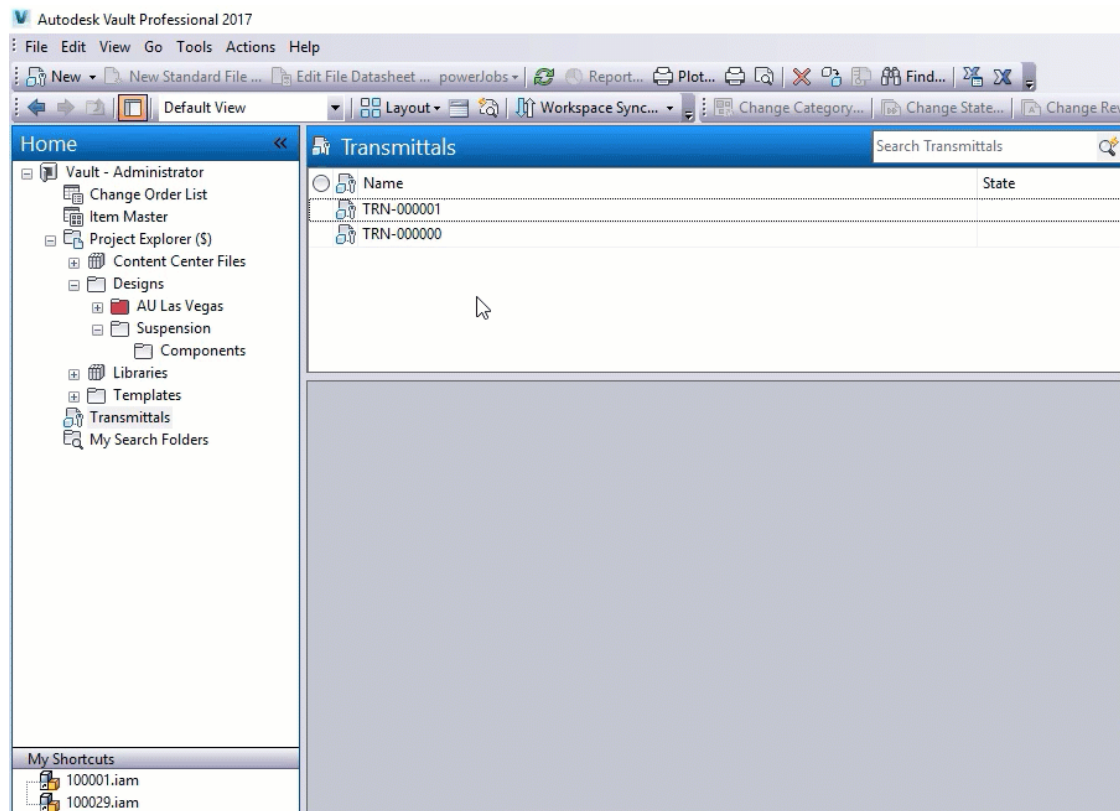 Autodesk Vault Professional 2017
File Edit View Go Tools Actions Help
New New Standard File ... Edit File Datasheet ... powerJobs Report... Plot... Find...
Default View Layout Workspace Sync... Change Category... Change State... Change Rev
Home
Transmittals
Search Transmittals
Vault - Administrator
Name State
Change Order List
TRN-000001
Item Master
TRN-000000
Project Explorer ($)
Content Center Files
Designs
AU Las Vegas
Suspension
Components
Libraries
Templates
Transmittals
My Search Folders
My Shortcuts
100001.iam
100029.iam